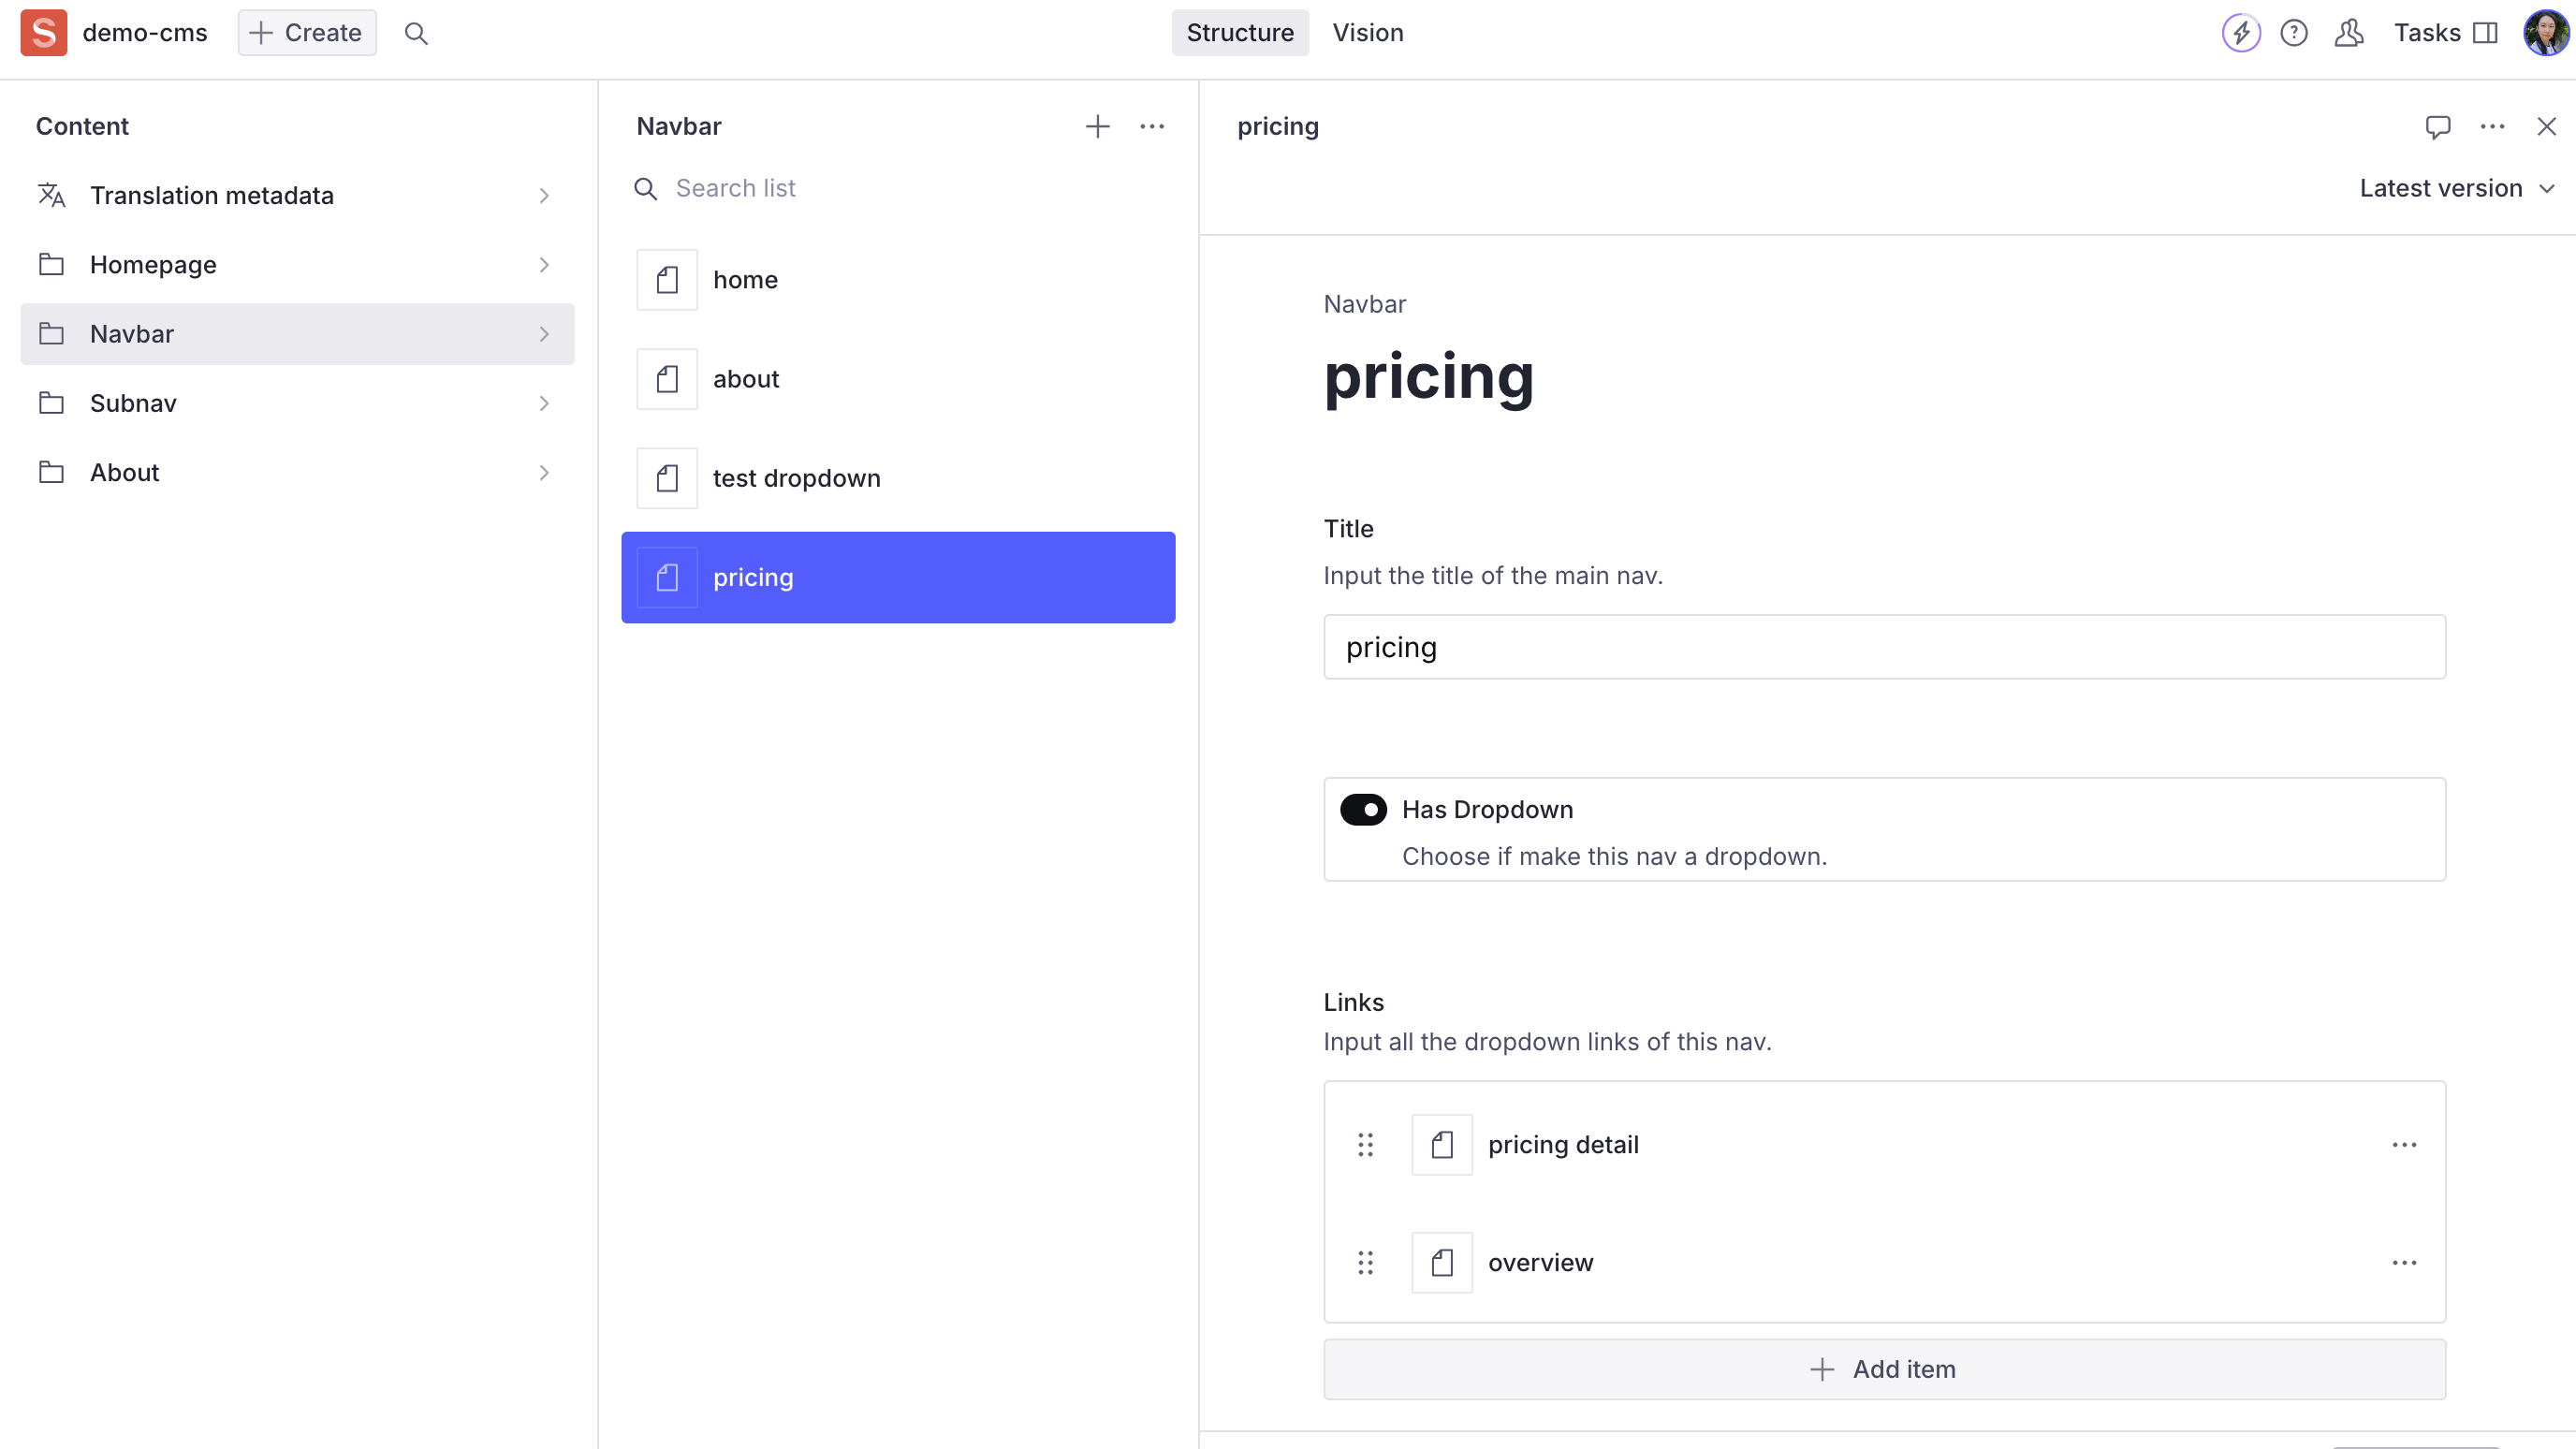 S demo-cms
Create
Structure
Vision
Tasks
Content
Translation metadata
Homepage
Navbar
Subnav
About
Navbar
Search list
home
about
test dropdown
pricing
pricing
Latest version
Navbar
pricing
Title
Input the title of the main nav.
pricing
Has Dropdown
Choose if make this nav a dropdown.
Links
Input all the dropdown links of this nav.
pricing detail
overview
Add item